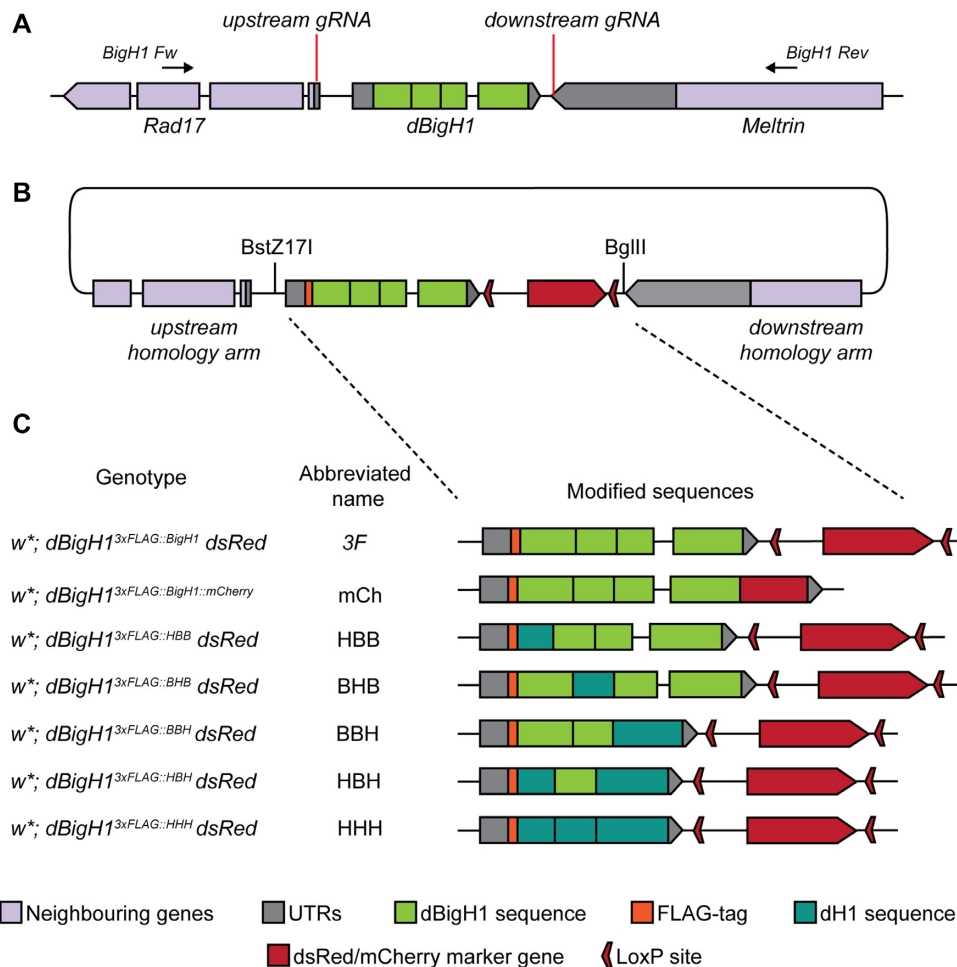 A
upstream gRNA
downstream gRNA
BigH1 Fw
BigH1 Rev
Rad17
dBigH1
Meltrin
B
BstZ17I
BglII
upstream
homology arm
downstream
homology arm
C
Genotype
Abbreviated
name
Modified sequences
w*; dBigH1 3xFLAG::BigH1 dsRed
3F
w*; dBigH1 3xFLAG::BigH1::mCherry
mCh
w*; dBigH1 3xFLAG::HBB dsRed
HBB
w*; dBigH1 3xFLAG::BHB dsRed
BHB
w*; dBigH1 3xFLAG::BBH dsRed
BBH
w*; dBigH1 3xFLAG::HBH dsRed
HBH
w*; dBigH1 3xFLAG::HHH dsRed
HHH
Neighbouring genes
UTRs
dBigH1 sequence
FLAG-tag
dH1 sequence
dsRed/mCherry marker gene
LoxP site